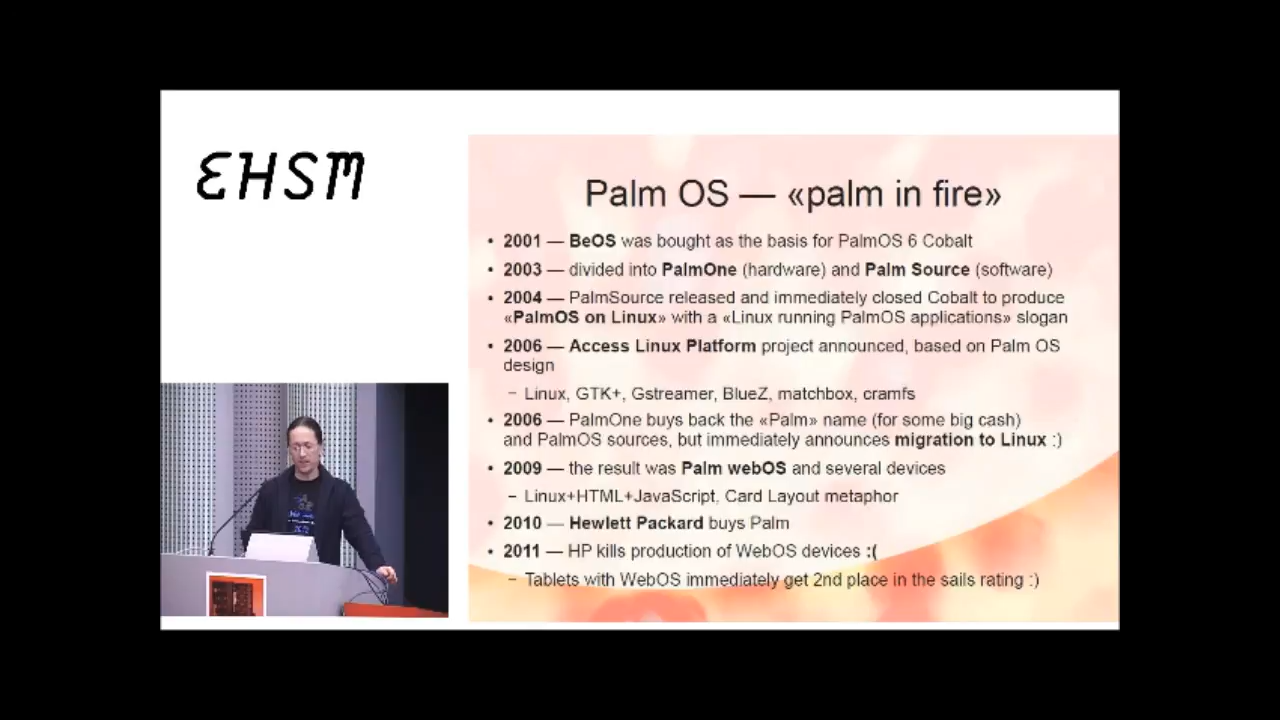 EHSM
Palm OS — «palm in fire»
• 2001 — BeOS was bought as the basis for PalmOS 6 Cobalt
• 2003 — divided into PalmOne (hardware) and Palm Source (software)
• 2004 — PalmSource released and immediately closed Cobalt to produce
«PalmOS on Linux» with a «Linux running PalmOS applications» slogan
• 2006 — Access Linux Platform project announced, based on Palm OS
design
– Linux, GTK+, Gstreamer, BlueZ, matchbox, cramfs
• 2006 — PalmOne buys back the «Palm» name (for some big cash)
and PalmOS sources, but immediately announces migration to Linux :)
• 2009 — the result was Palm webOS and several devices
– Linux+HTML+JavaScript, Card Layout metaphor
• 2010 — Hewlett Packard buys Palm
• 2011 — HP kills production of WebOS devices :(
– Tablets with WebOS immediately get 2nd place in the sails rating :)